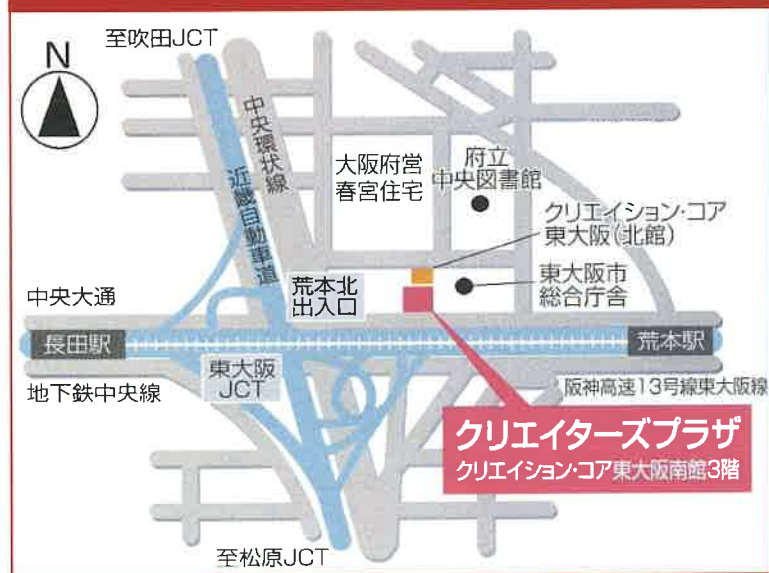 至吹田JCT
N
中央環状線
近畿自動車道
大阪府営
春宮住宅
府立
中央図書館
クリエイション・コア
東大阪(北館)
東大阪市
総合庁舎
荒本北
出入口
中央大通
長田駅
荒本駅
東大阪
JCT
地下鉄中央線
阪神高速13号線東大阪線
クリエイターズプラザ
クリエイション・コア東大阪南館3階
至松原JCT